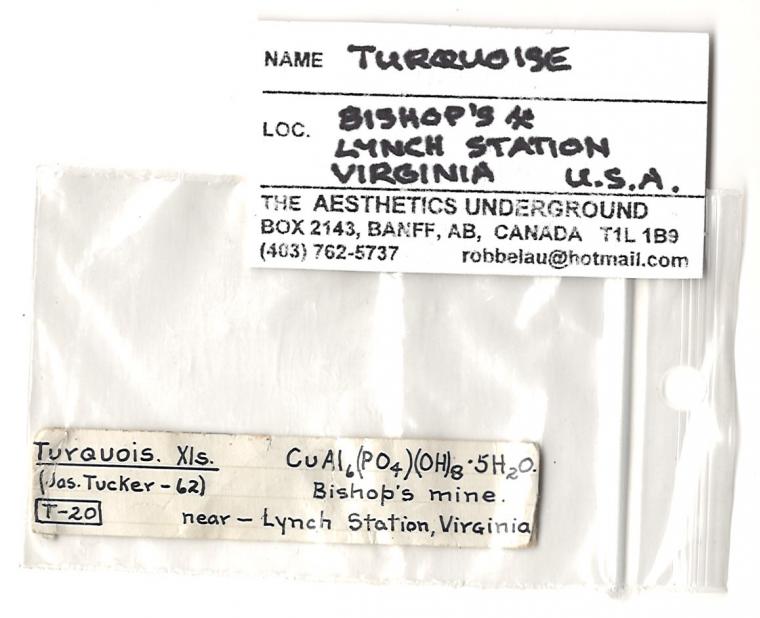 NAME TURQUOISE
LOC. BISHOP'S ⚒
LYNCH STATION
VIRGINIA U.S.A.
THE AESTHETICS UNDERGROUND
BOX 2143, BANFF, AB, CANADA T1L 1B9
(403) 762-5737 robbelau@hotmail.com
Turquois. Xls. CuAl₆(PO₄)(OH)₈·5H₂O.
(Jas. Tucker - 62) Bishop's mine.
T-20 near - Lynch Station, Virginia